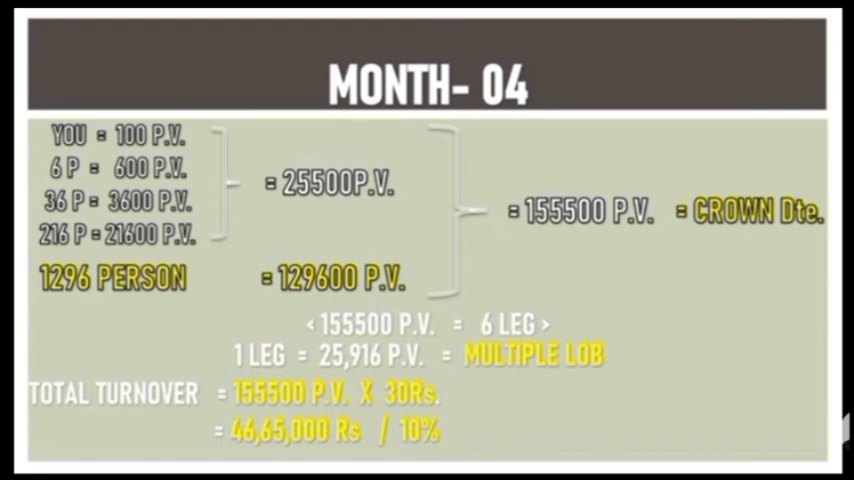 MONTH- 04
YOU = 100 P.V.
6 P = 600 P.V.
36 P = 3600 P.V.
216 P = 21600 P.V.
= 25500P.V.
= 155500 P.V. = CROWN Dte.
1296 PERSON = 129600 P.V.
< 155500 P.V. = 6 LEG >
1 LEG = 25,916 P.V. = MULTIPLE LOB
TOTAL TURNOVER = 155500 P.V. X 30Rs.
= 46,65,000 Rs / 10%